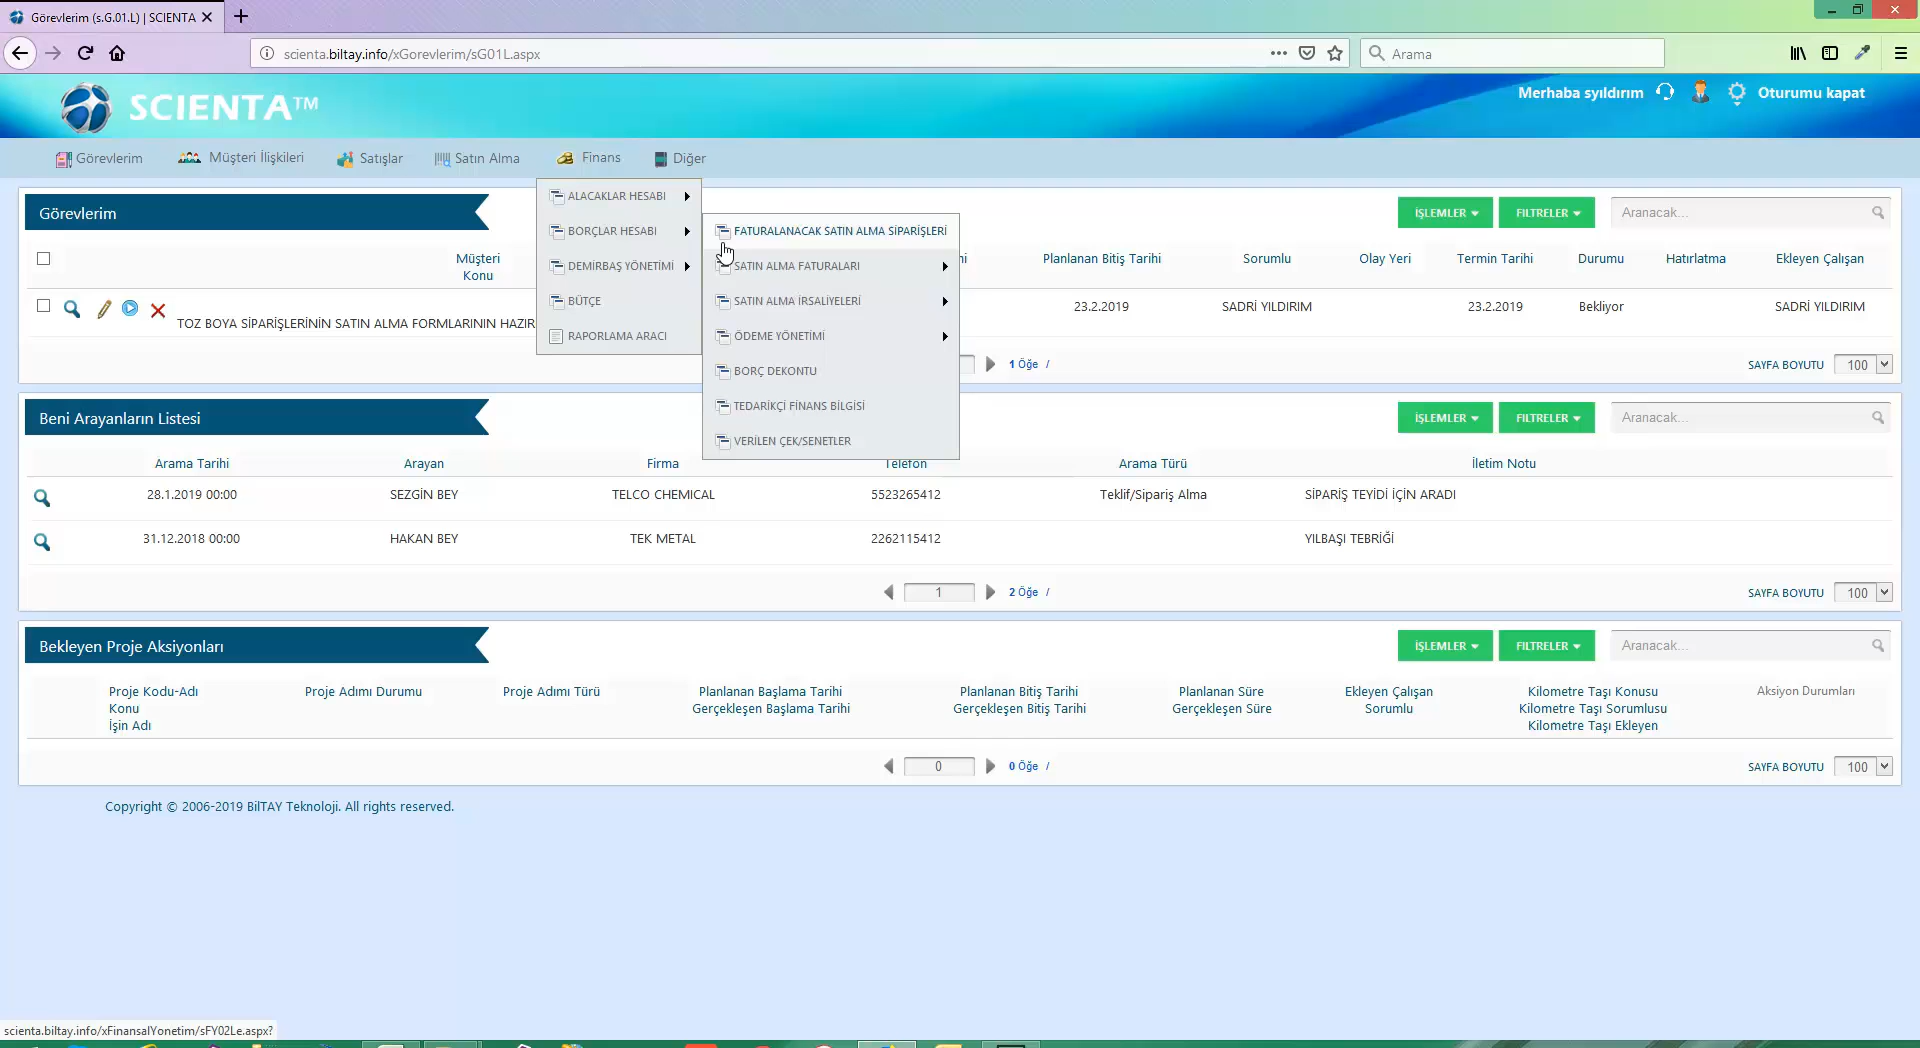 Görevlerim (s.G.01.L) | SCIENTA
scienta.biltay.info/xGorevlerim/sG01L.aspx
Arama
SCIENTA™
Merhaba syıldırım
Oturumu kapat
Görevlerim
Müşteri İlişkileri
Satışlar
Satın Alma
Finans
Diğer
ALACAKLAR HESABI
BORÇLAR HESABI
DEMİRBAŞ YÖNETİMİ
BÜTÇE
RAPORLAMA ARACI
FATURALANACAK SATIN ALMA SİPARİŞLERİ
SATIN ALMA FATURALARI
SATIN ALMA İRSALİYELERİ
ÖDEME YÖNETİMİ
BORÇ DEKONTU
TEDARİKÇİ FİNANS BİLGİSİ
VERİLEN ÇEK/SENETLER
Görevlerim
İŞLEMLER
FILTRELER
Aranacak...
Müşteri
Konu
Planlanan Bitiş Tarihi
Sorumlu
Olay Yeri
Termin Tarihi
Durumu
Hatırlatma
Ekleyen Çalışan
TOZ BOYA SİPARİŞLERİNİN SATIN ALMA FORMLARININ
23.2.2019
SADRİ YILDIRIM
23.2.2019
Bekliyor
SADRİ YILDIRIM
1 Öğe /
SAYFA BOYUTU 100
Beni Arayanların Listesi
İŞLEMLER
FILTRELER
Aranacak...
Arama Tarihi
Arayan
Firma
Telefon
Arama Türü
İletim Notu
28.1.2019 00:00
SEZGİN BEY
TELCO CHEMICAL
5523265412
Teklif/Sipariş Alma
SİPARİŞ TEYİDİ İÇİN ARADI
31.12.2018 00:00
HAKAN BEY
TEK METAL
2262115412
YILBAŞI TEBRİĞİ
1
2 Öğe /
SAYFA BOYUTU 100
Bekleyen Proje Aksiyonları
İŞLEMLER
FILTRELER
Aranacak...
Proje Kodu-Adı
Konu
İşin Adı
Proje Adımı Durumu
Proje Adımı Türü
Planlanan Başlama Tarihi
Gerçekleşen Başlama Tarihi
Planlanan Bitiş Tarihi
Gerçekleşen Bitiş Tarihi
Planlanan Süre
Gerçekleşen Süre
Ekleyen Çalışan
Sorumlu
Kilometre Taşı Konusu
Kilometre Taşı Sorumlusu
Kilometre Taşı Ekleyen
Aksiyon Durumları
0
0 Öğe /
SAYFA BOYUTU 100
Copyright © 2006-2019 BilTAY Teknoloji. All rights reserved.
scienta.biltay.info/xFinansalYonetim/sFY02Le.aspx?